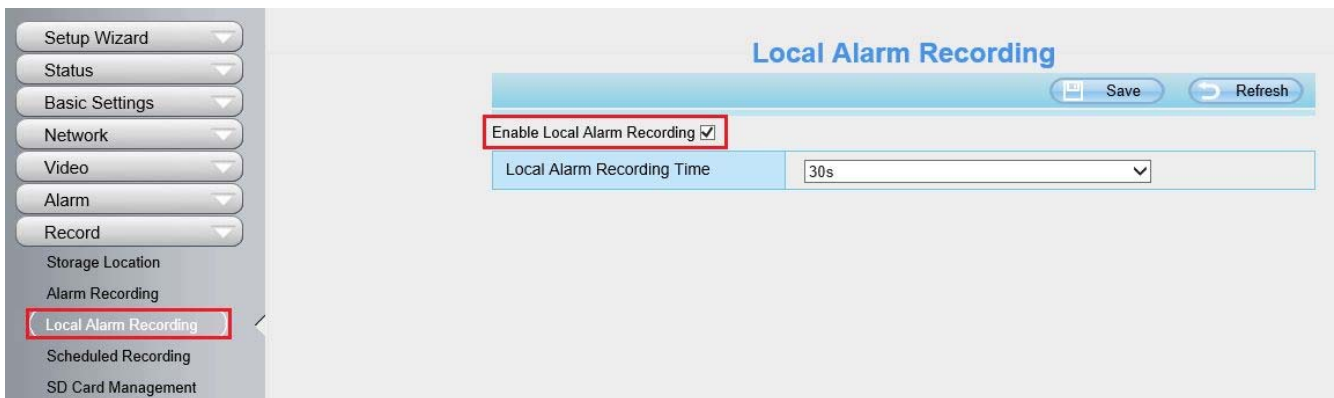 Setup Wizard
Status
Basic Settings
Network
Video
Alarm
Record
Storage Location
Alarm Recording
Local Alarm Recording
Scheduled Recording
SD Card Management
Local Alarm Recording
Save Refresh
Enable Local Alarm Recording
Local Alarm Recording Time 30s